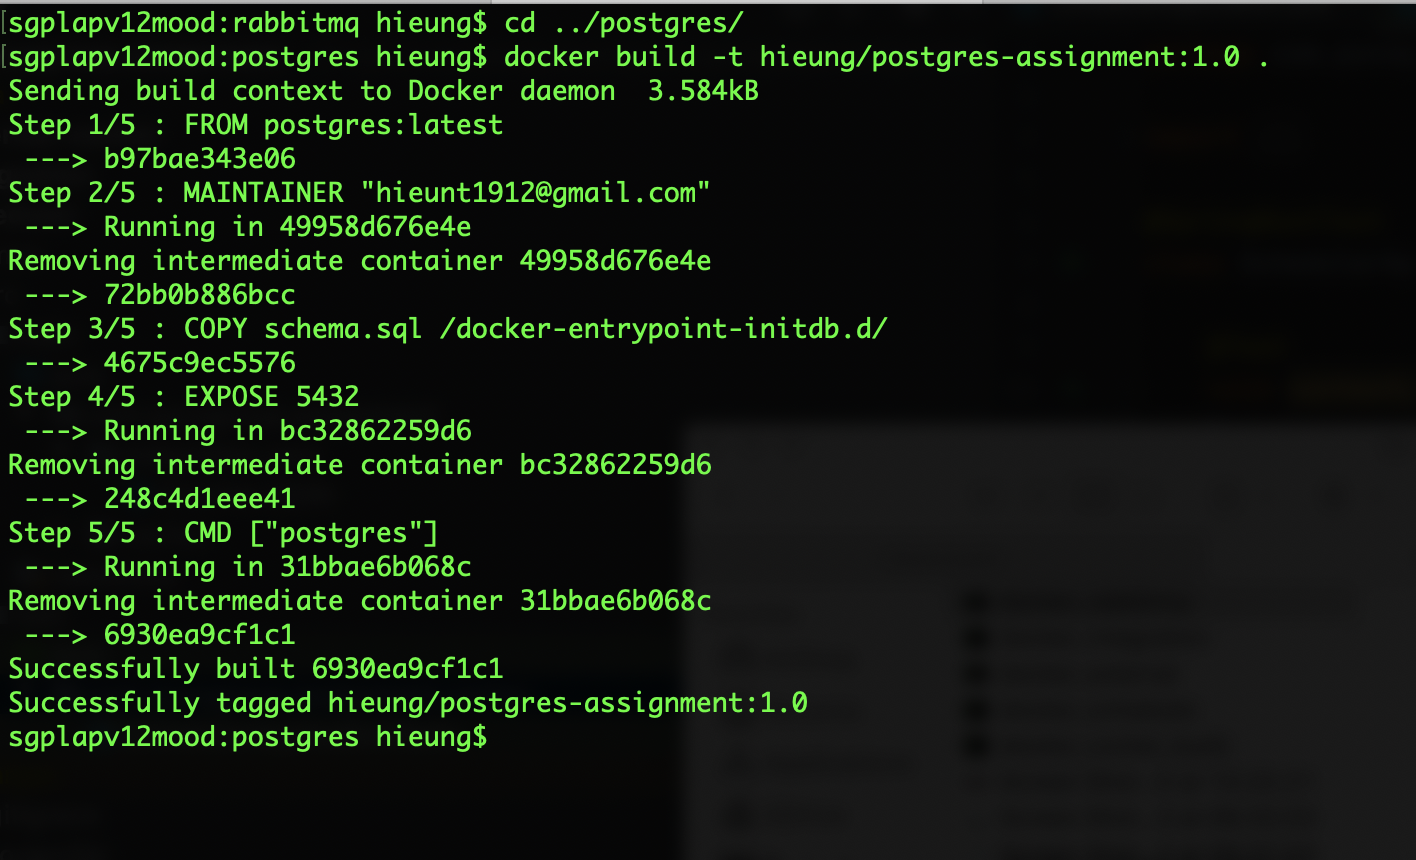 [sgplapv12mood:rabbitmq hieung$ cd ../postgres/
[sgplapv12mood:postgres hieung$ docker build -t hieung/postgres-assignment:1.0 .
Sending build context to Docker daemon  3.584kB
Step 1/5 : FROM postgres:latest
 ---> b97bae343e06
Step 2/5 : MAINTAINER "hieunt1912@gmail.com"
 ---> Running in 49958d676e4e
Removing intermediate container 49958d676e4e
 ---> 72bb0b886bcc
Step 3/5 : COPY schema.sql /docker-entrypoint-initdb.d/
 ---> 4675c9ec5576
Step 4/5 : EXPOSE 5432
 ---> Running in bc32862259d6
Removing intermediate container bc32862259d6
 ---> 248c4d1eee41
Step 5/5 : CMD ["postgres"]
 ---> Running in 31bbae6b068c
Removing intermediate container 31bbae6b068c
 ---> 6930ea9cf1c1
Successfully built 6930ea9cf1c1
Successfully tagged hieung/postgres-assignment:1.0
sgplapv12mood:postgres hieung$